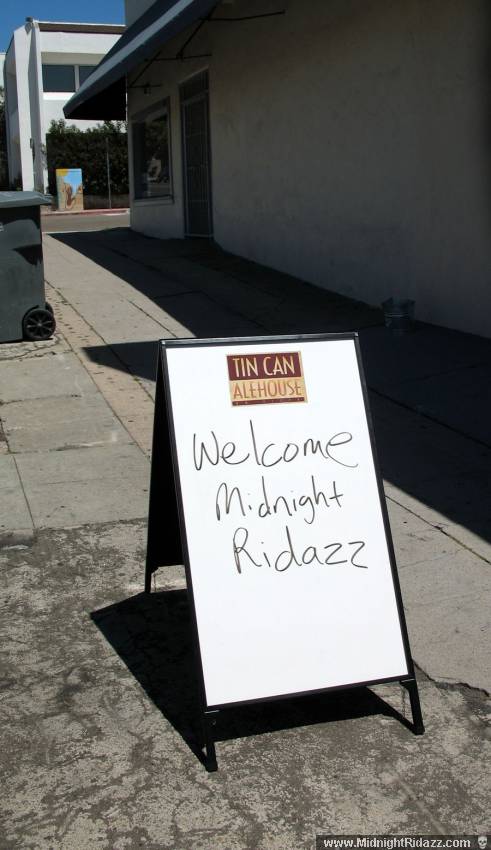 TIN CAN
ALEHOUSE
Welcome
Midnight
Ridazz
www.MidnightRidazz.com